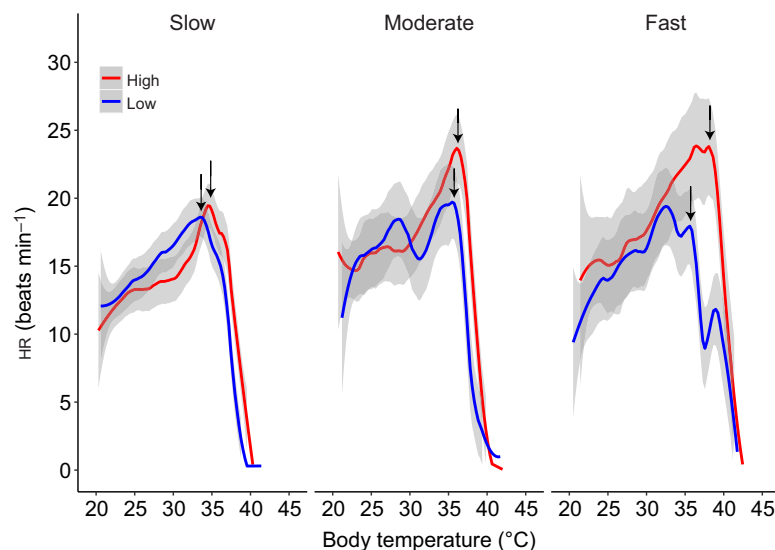 Slow Moderate Fast
30
High
Low
25
20
15
10
5
0
HR (beats min⁻¹)
20 25 30 35 40 45 20 25 30 35 40 45 20 25 30 35 40 45
Body temperature (°C)